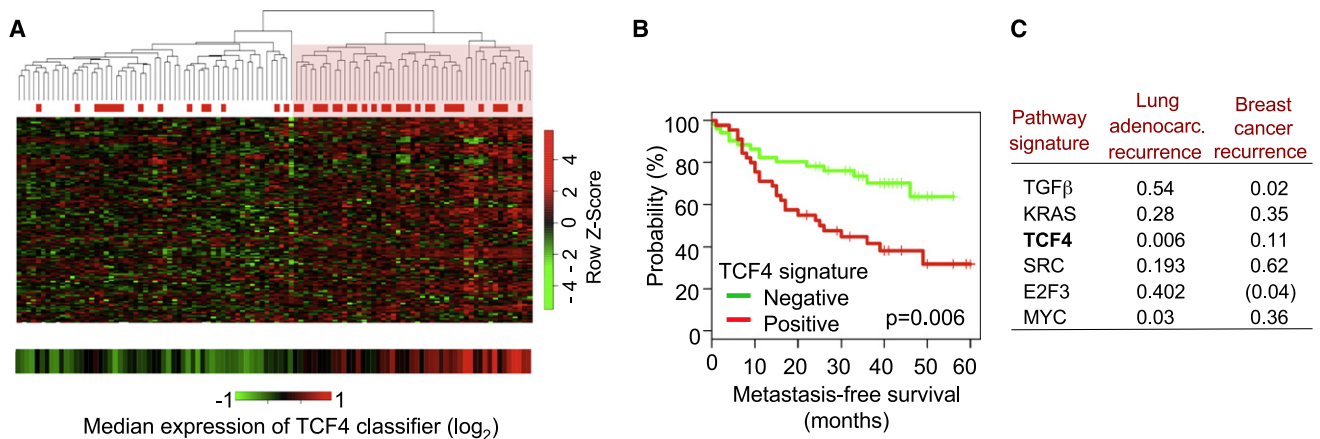 A
4
2
0
-2
-4
Row Z-Score
-1
1
Median expression of TCF4 classifier (log2)
B
100
80
60
40
20
0
Probability (%)
TCF4 signature
Negative
Positive
p=0.006
0 10 20 30 40 50 60
Metastasis-free survival
(months)
C
Pathway
signature
Lung
adenocarc.
recurrence
Breast
cancer
recurrence
TGFβ 0.54 0.02
KRAS 0.28 0.35
TCF4 0.006 0.11
SRC 0.193 0.62
E2F3 0.402 (0.04)
MYC 0.03 0.36